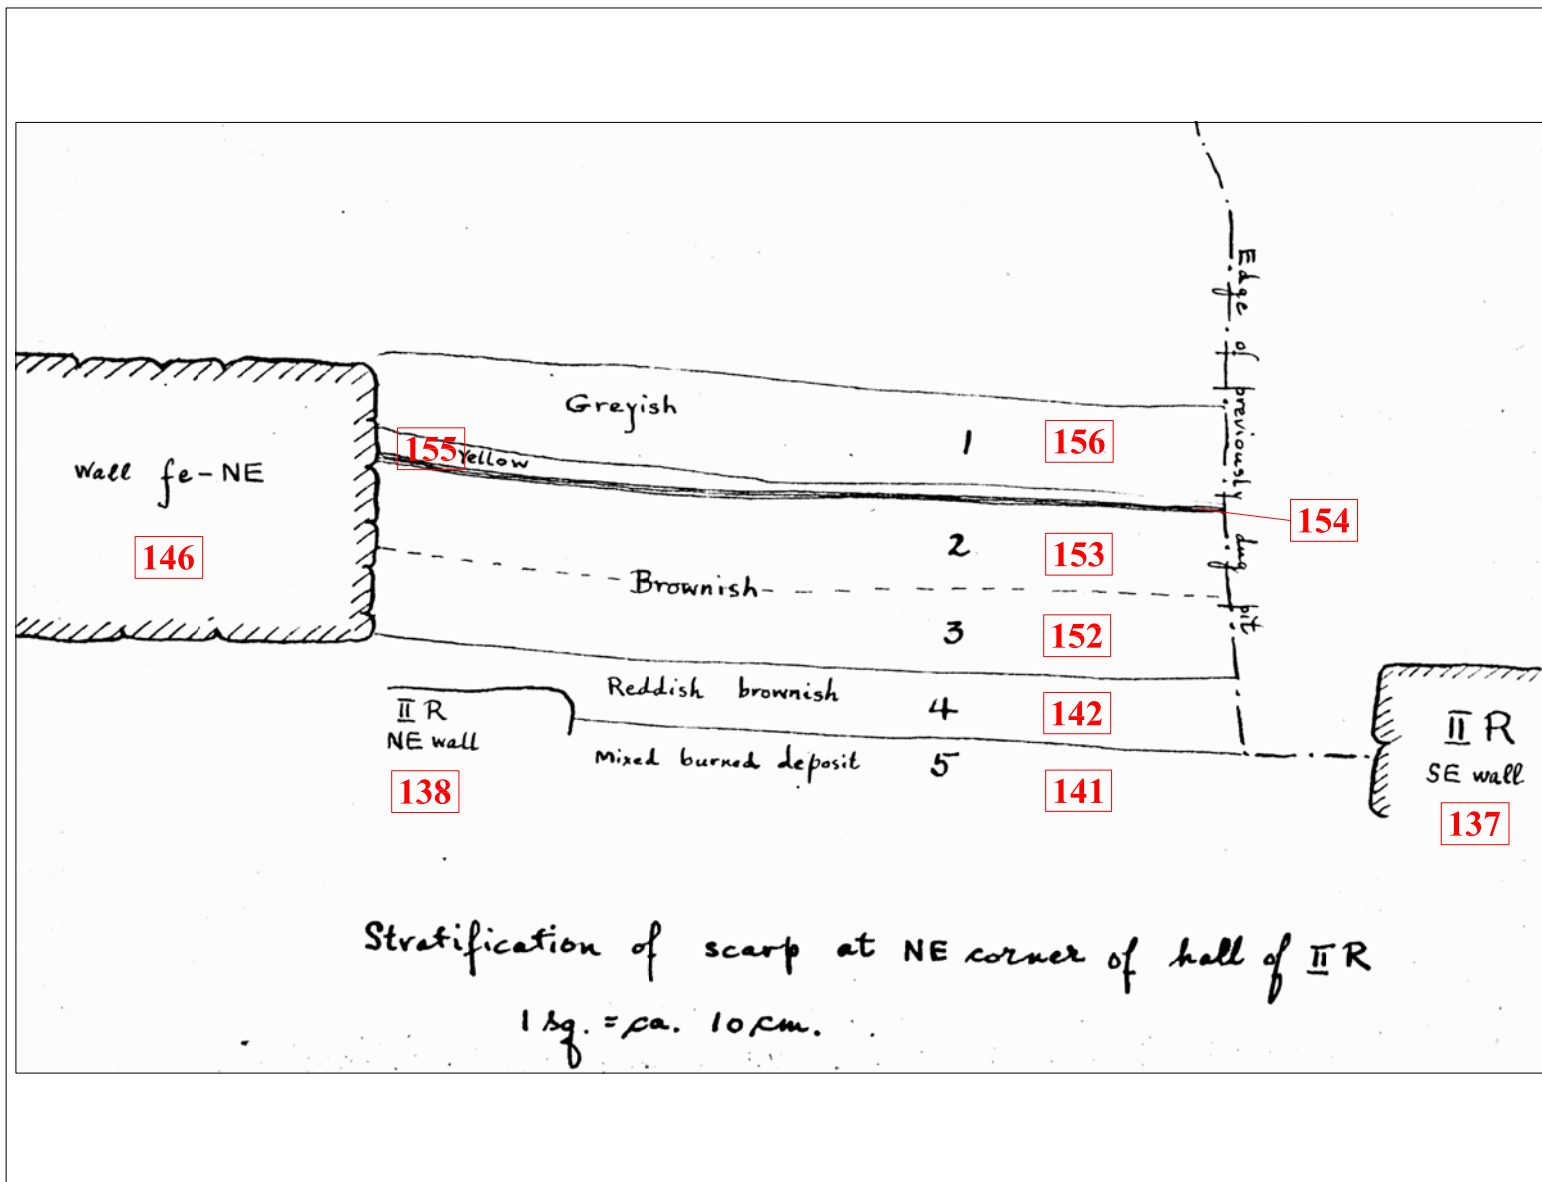 Edge of previously dug pit
Greyish
1
156
155
Yellow
Wall fe-NE
146
154
2
153
Brownish
3
152
Reddish brownish
4
142
II R
NE wall
138
Mixed burned deposit
5
141
II R
SE wall
137
Stratification of scarp at NE corner of hall of II R
1 sq. = ca. 10 cm.